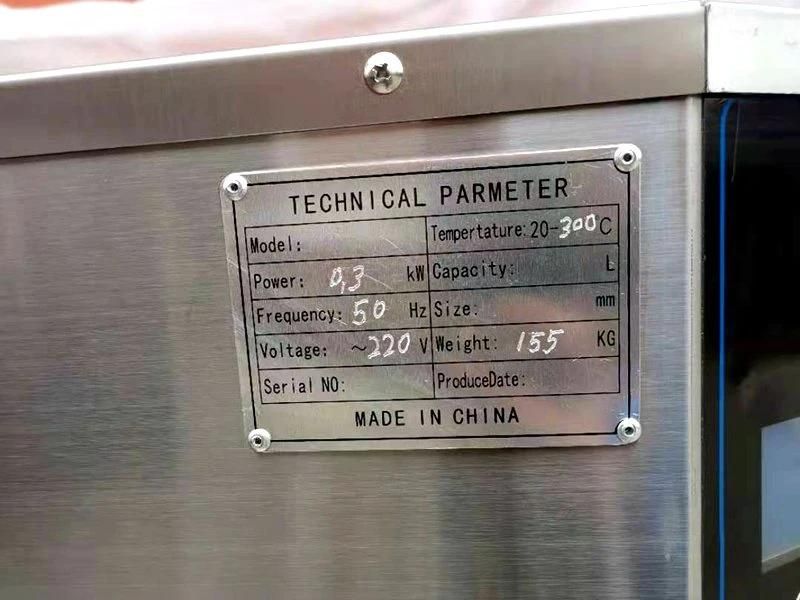 TECHNICAL PARMETER
Model: Tempertature: 20-300C
Power: 0,3 kW Capacity: L
Frequency: 50 Hz Size: mm
Voltage: ~220 V Weight: 155 KG
Serial NO: ProduceDate:
MADE IN CHINA